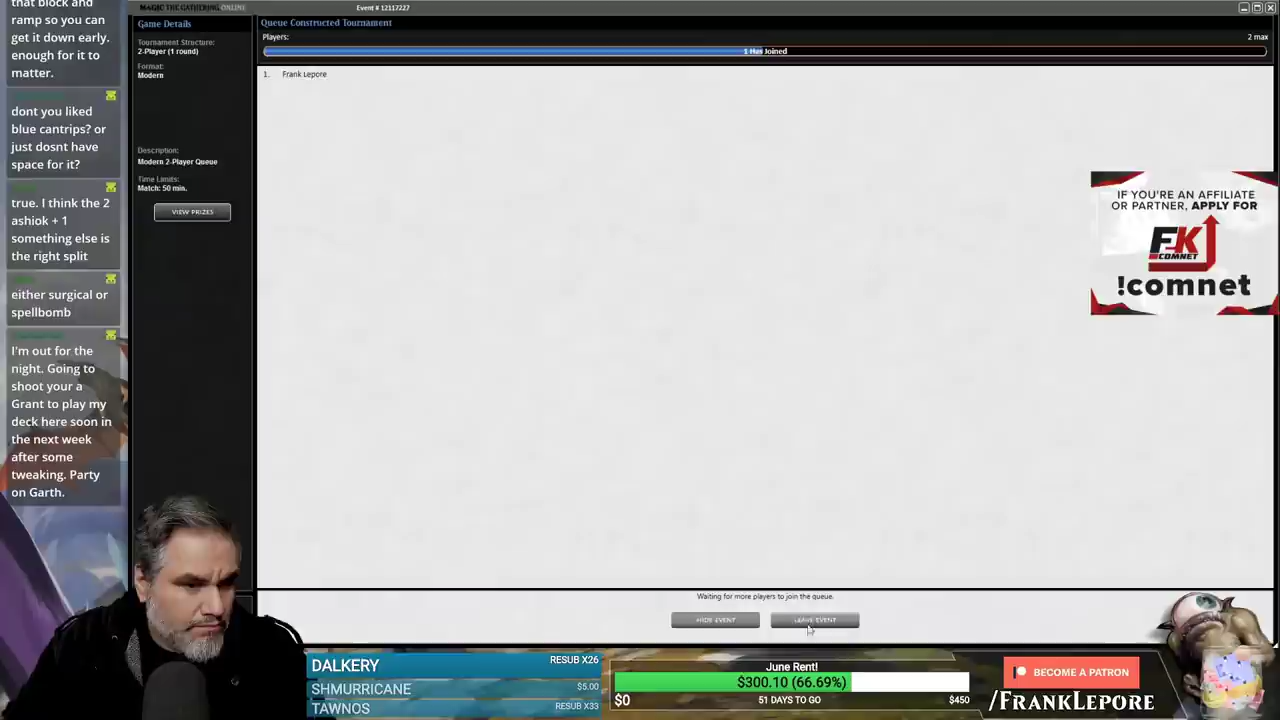 MAGIC THE GATHERING ONLINE
Event # 12117227
Game Details
Tournament Structure:
2-Player (1 round)
Format:
Modern
Description:
Modern 2-Player Queue
Time Limits:
Match: 50 min.
VIEW PRIZES
Queue Constructed Tournament
Players:
2 max
1 Has Joined
1. Frank Lepore
that block and
ramp so you can
get it down early.
enough for it to
matter.
dont you liked
blue cantrips? or
just dosnt have
space for it?
true. I think the 2
ashiok + 1
something else is
the right split
either surgical or
spellbomb
I'm out for the
night. Going to
shoot your a
Grant to play my
deck here soon in
the next week
after some
tweaking. Party
on Garth.
IF YOU'RE AN AFFILIATE
OR PARTNER, APPLY FOR
COMNET
!comnet
Waiting for more players to join the queue.
HIDE EVENT
LEAVE EVENT
DALKERY
RESUB X26
SHMURRICANE
$5.00
TAWNOS
RESUB X33
June Rent!
$300.10 (66.69%)
$0
51 DAYS TO GO
$450
BECOME A PATRON
/FRANKLEPORE